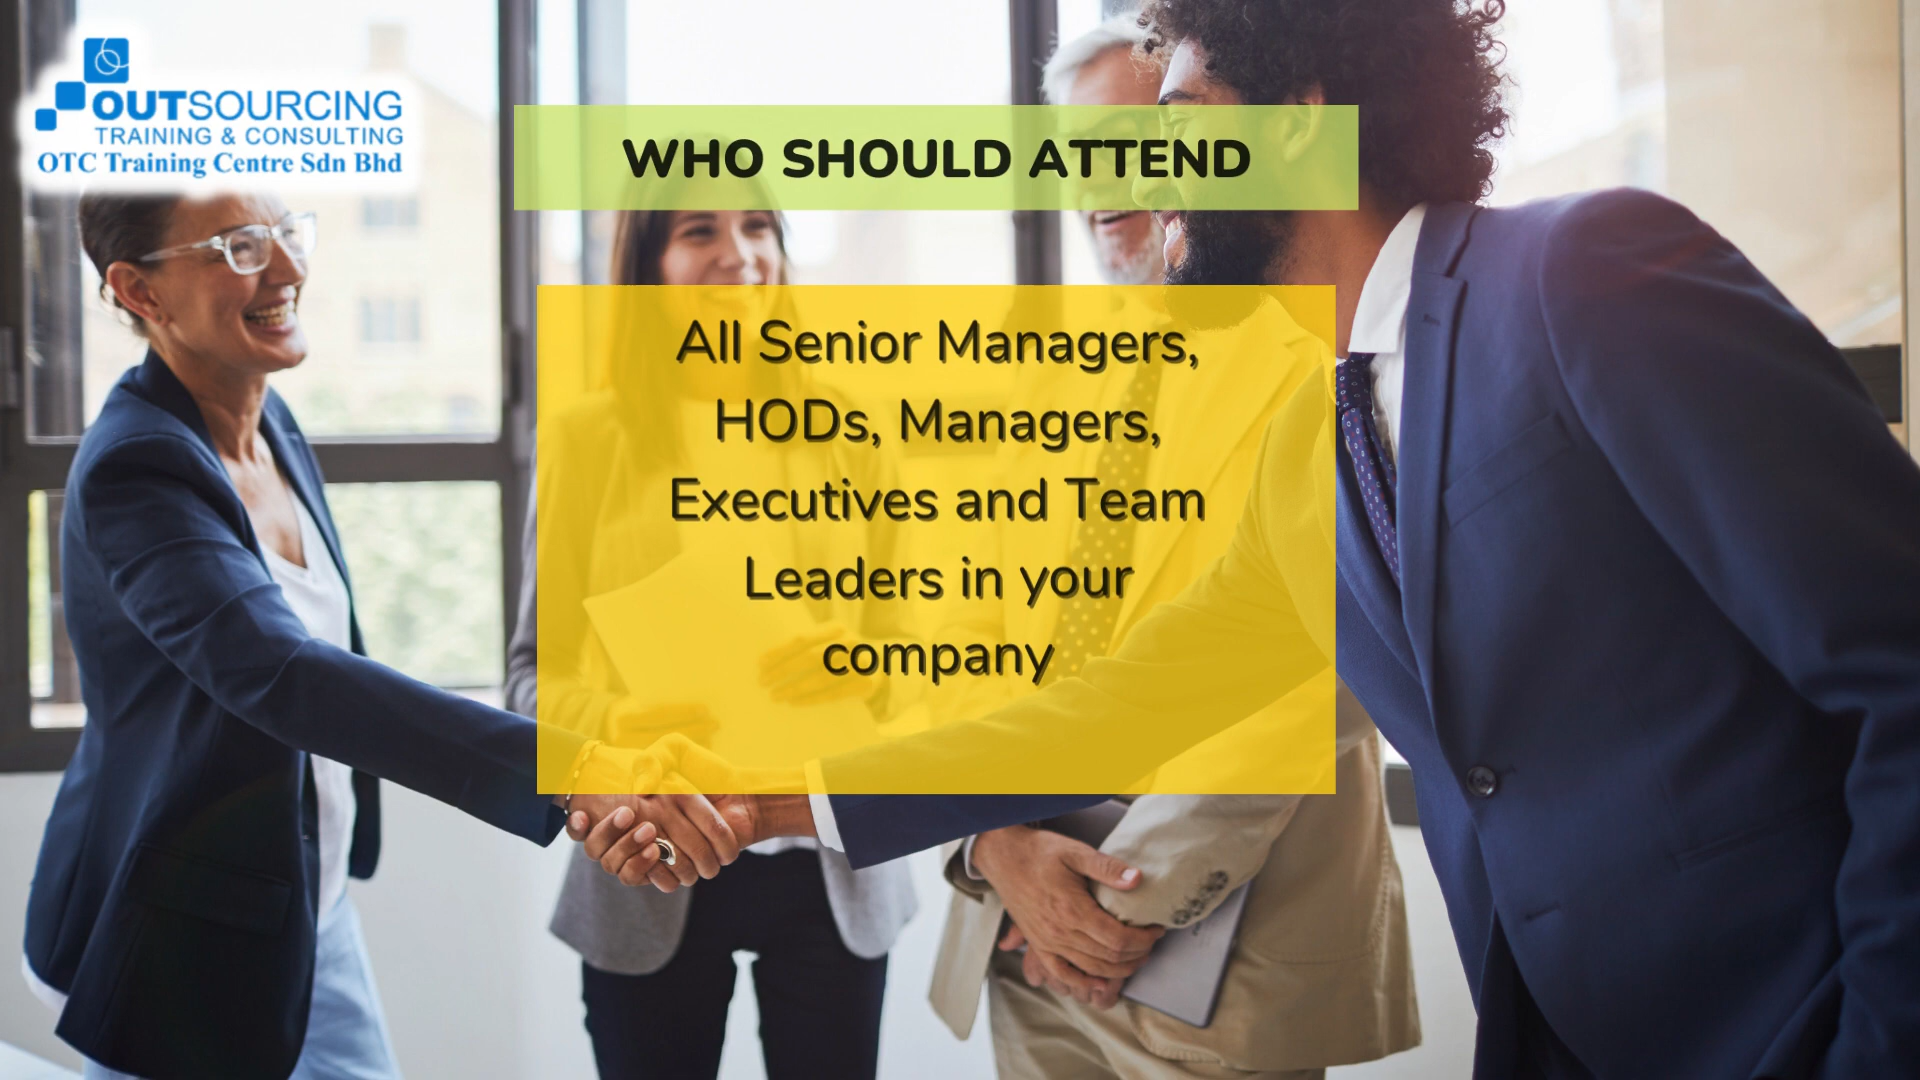 OUTSOURCING
TRAINING & CONSULTING
OTC Training Centre Sdn Bhd
WHO SHOULD ATTEND
All Senior Managers,
HODs, Managers,
Executives and Team
Leaders in your
company